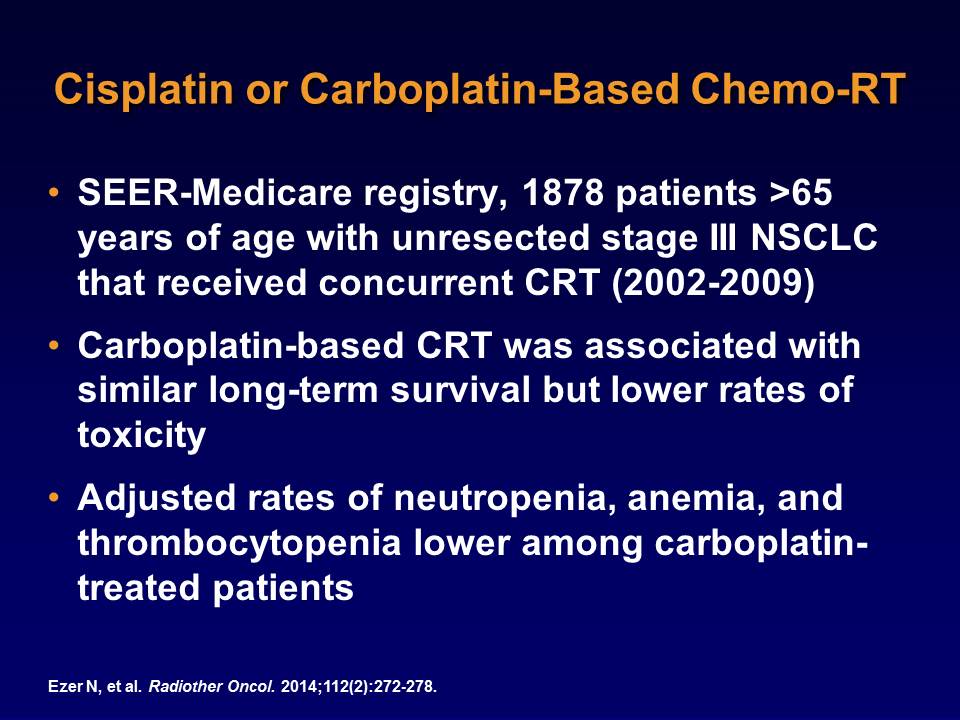 Cisplatin or Carboplatin-Based Chemo-RT
• SEER-Medicare registry, 1878 patients >65
years of age with unresected stage III NSCLC
that received concurrent CRT (2002-2009)
• Carboplatin-based CRT was associated with
similar long-term survival but lower rates of
toxicity
• Adjusted rates of neutropenia, anemia, and
thrombocytopenia lower among carboplatin-
treated patients
Ezer N, et al. Radiother Oncol. 2014;112(2):272-278.